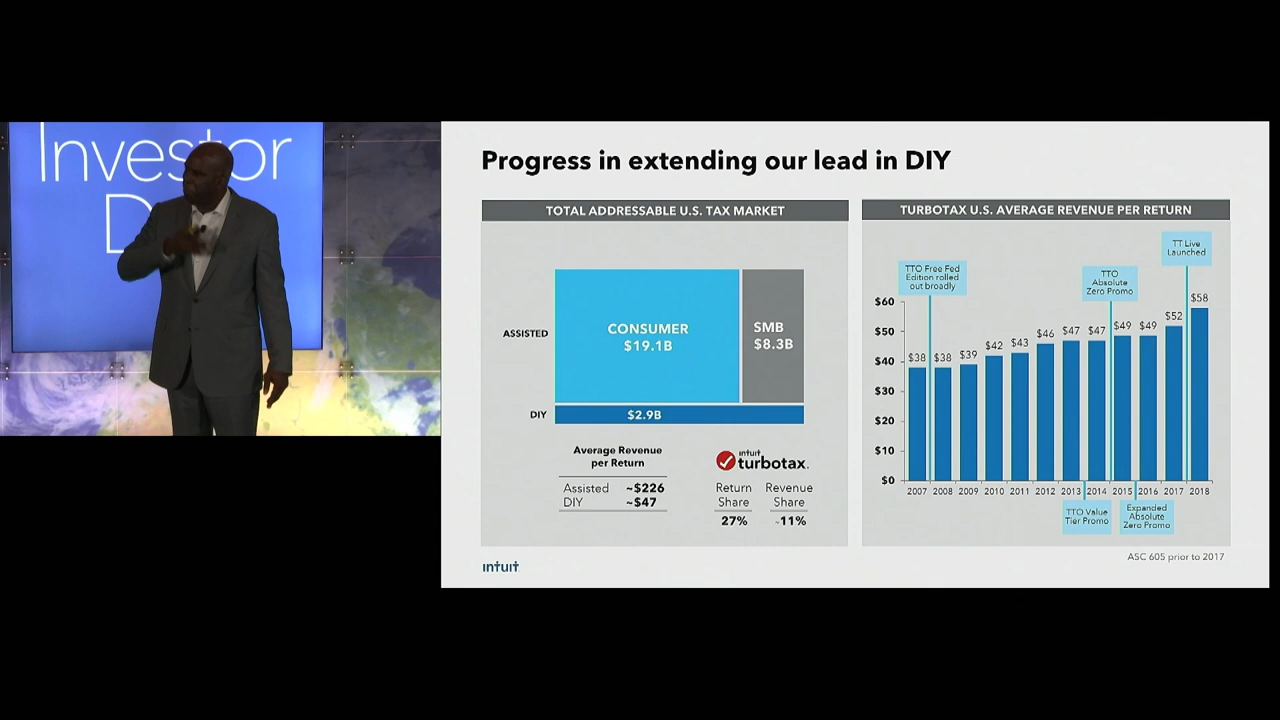 Investor
D
Progress in extending our lead in DIY
TOTAL ADDRESSABLE U.S. TAX MARKET
ASSISTED
CONSUMER
$19.1B
SMB
$8.3B
DIY
$2.9B
Average Revenue
per Return
Assisted ~$226
DIY ~$47
intuit
turbotax.
Return Revenue
Share Share
27% ~11%
TURBOTAX U.S. AVERAGE REVENUE PER RETURN
TT Live
Launched
TTO Free Fed
Edition rolled
out broadly
TTO
Absolute
Zero Promo
$60
$50
$40
$30
$20
$10
$0
$38 $38 $39 $42 $43 $46 $47 $47 $49 $49 $52 $58
2007 2008 2009 2010 2011 2012 2013 2014 2015 2016 2017 2018
TTO Value
Tier Promo
Expanded
Absolute
Zero Promo
ASC 605 prior to 2017
intuit